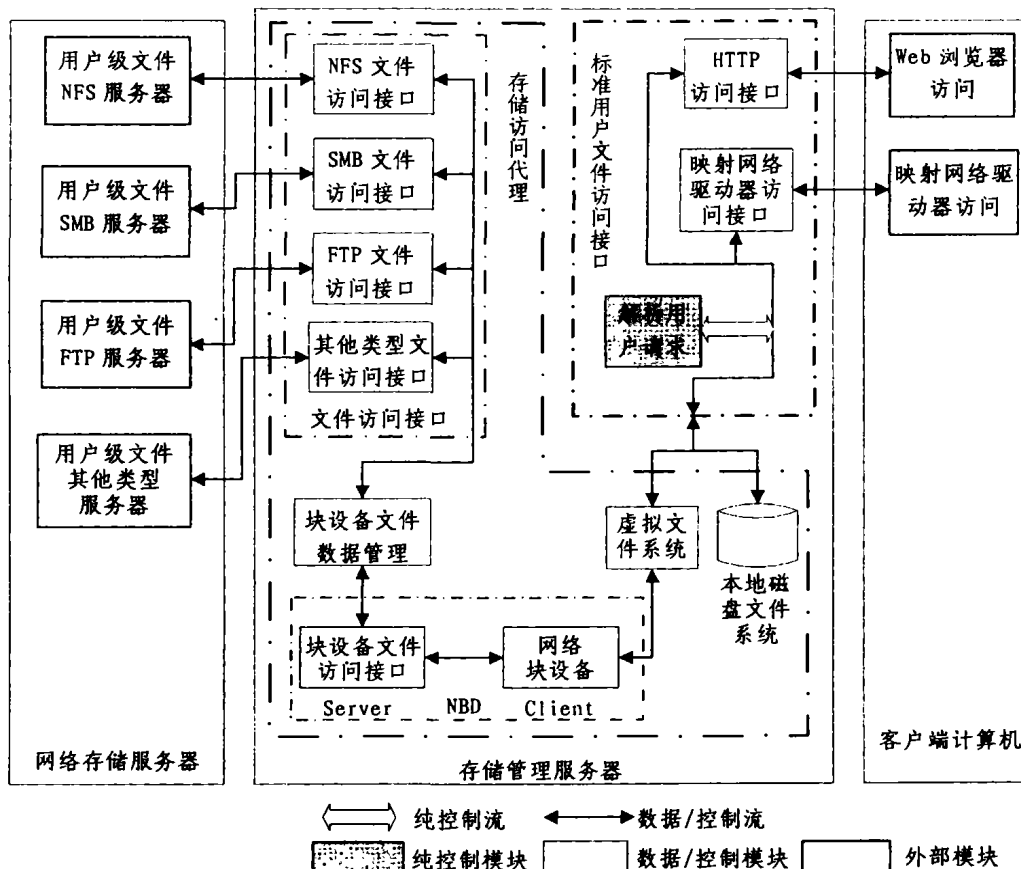 用户级文件
NFS 服务器
用户级文件
SMB 服务器
用户级文件
FTP 服务器
用户级文件
其他类型
服务器
网络存储服务器
NFS 文件
访问接口
SMB 文件
访问接口
FTP 文件
访问接口
其他类型文
件访问接口
文件访问接口
存储访问代理
块设备文件
数据管理
块设备文件
访问接口
网络
块设备
Server
NBD
Client
标准用户文件访问接口
HTTP
访问接口
映射网络
驱动器访
问接口
用
户请求
虚拟文
件系统
本地磁
盘文件
系统
存储管理服务器
Web 浏览器
访问
映射网络驱
动器访问
客户端计算机
纯控制流
数据/控制流
纯控制模块
数据/控制模块
外部模块